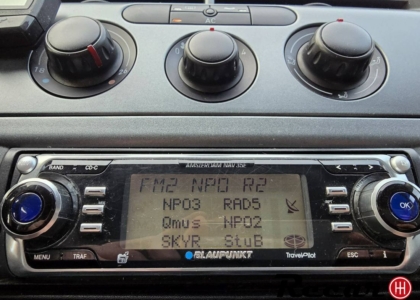 BAND CD-C
FM2 NPO R2
NPO3 RAD5
Qmus NPO2
SKYR StuB
OK
MENU TRAF
BLAUPUNKT
TravelPilot
ESC i